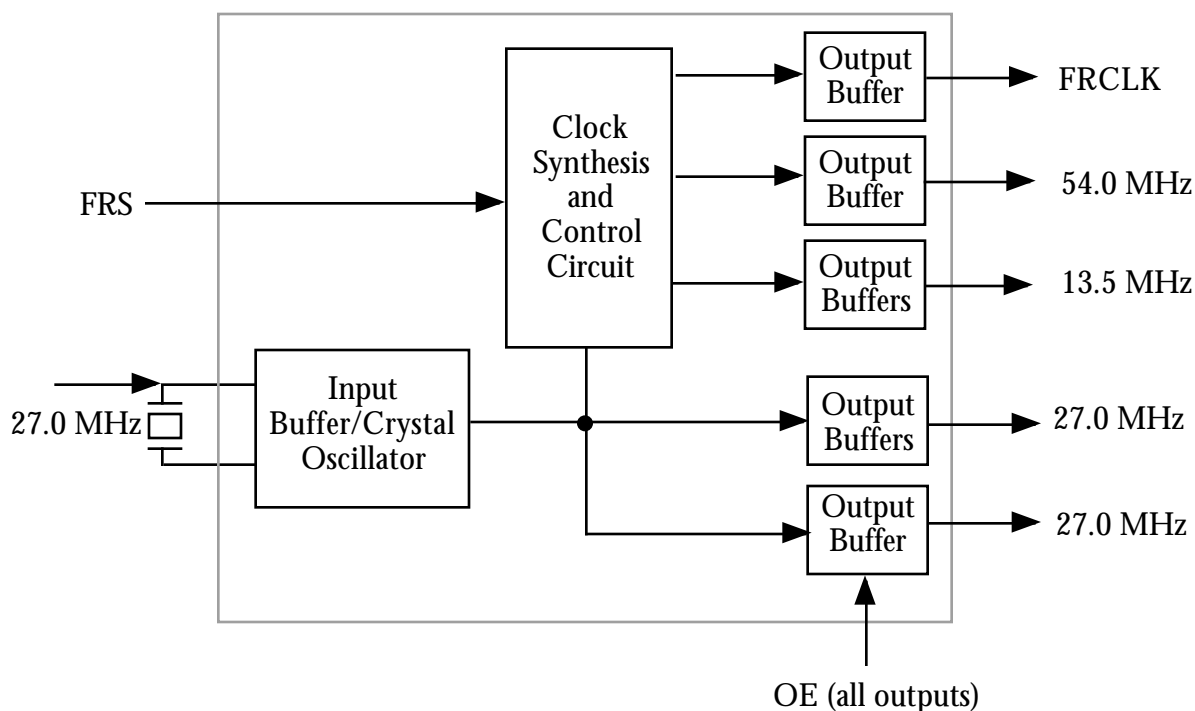 Output
Buffer
FRCLK
Clock
Synthesis
and
Control
Circuit
Output
Buffer
54.0 MHz
FRS
Output
Buffers
13.5 MHz
27.0 MHz
Input
Buffer/Crystal
Oscillator
Output
Buffers
27.0 MHz
Output
Buffer
27.0 MHz
OE (all outputs)